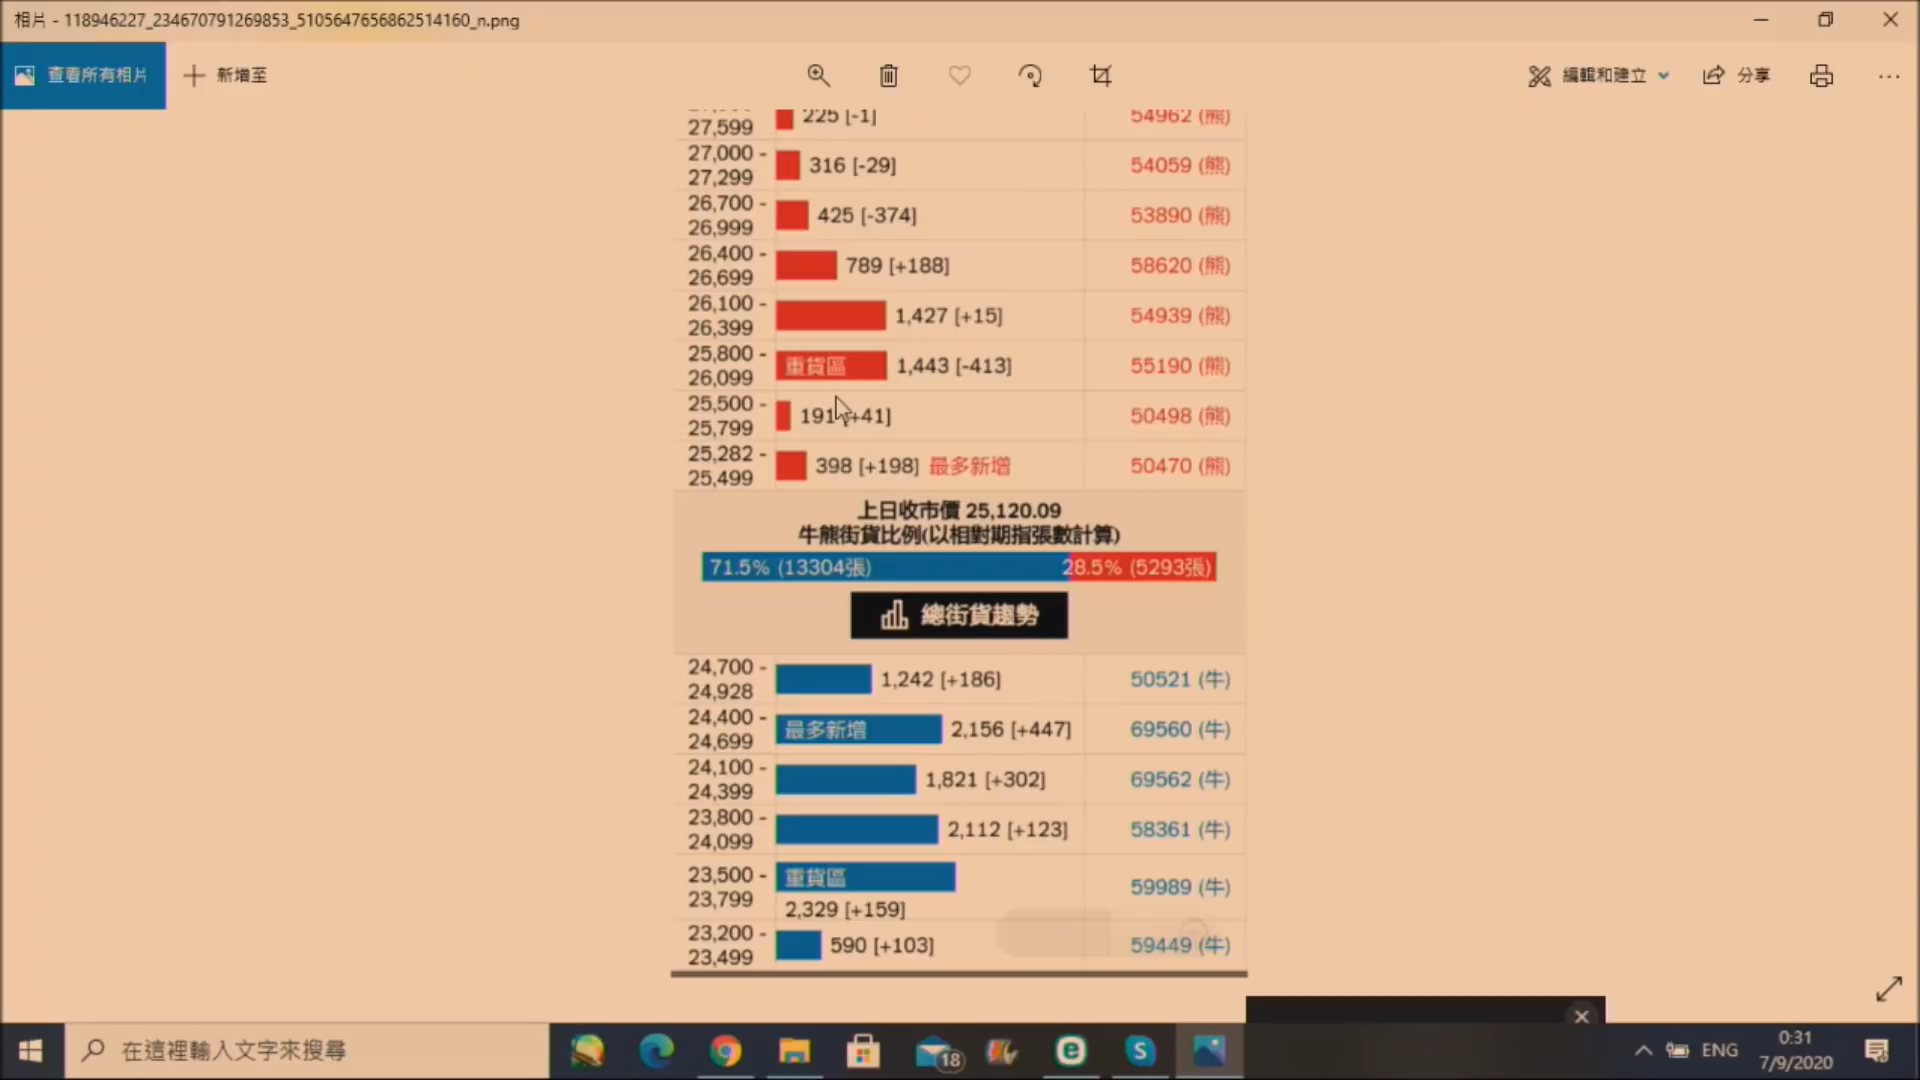 相片 - 118946227_234670791269853_5105647656862514160_n.png
查看所有相片
新增至
編輯和建立
分享
27,599
225 [-1]
54962 (熊)
27,000 -
27,299
316 [-29]
54059 (熊)
26,700 -
26,999
425 [-374]
53890 (熊)
26,400 -
26,699
789 [+188]
58620 (熊)
26,100 -
26,399
1,427 [+15]
54939 (熊)
25,800 -
26,099
重貨區
1,443 [-413]
55190 (熊)
25,500 -
25,799
191 [+41]
50498 (熊)
25,282 -
25,499
398 [+198] 最多新增
50470 (熊)
上日收市價 25,120.09
牛熊街貨比例(以相對期指張數計算)
71.5% (13304張)
28.5% (5293張)
總街貨趨勢
24,700 -
24,928
1,242 [+186]
50521 (牛)
24,400 -
24,699
最多新增
2,156 [+447]
69560 (牛)
24,100 -
24,399
1,821 [+302]
69562 (牛)
23,800 -
24,099
2,112 [+123]
58361 (牛)
23,500 -
23,799
重貨區
2,329 [+159]
59989 (牛)
23,200 -
23,499
590 [+103]
59449 (牛)
在這裡輸入文字來搜尋
18
ENG
0:31
7/9/2020